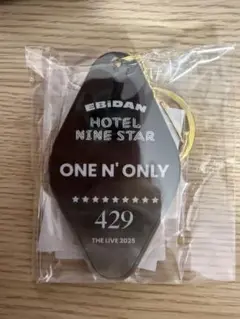 EBiDAN
HOTEL
NINE STAR
ONE N' ONLY
★★★★★★★★★
429
THE LIVE 2025